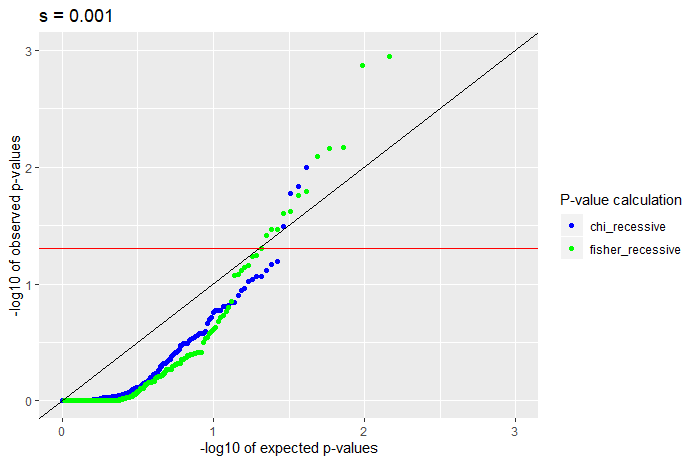 s = 0.001
-log10 of observed p-values
3
2
1
0
0
1
2
3
-log10 of expected p-values
P-value calculation
chi_recessive
fisher_recessive